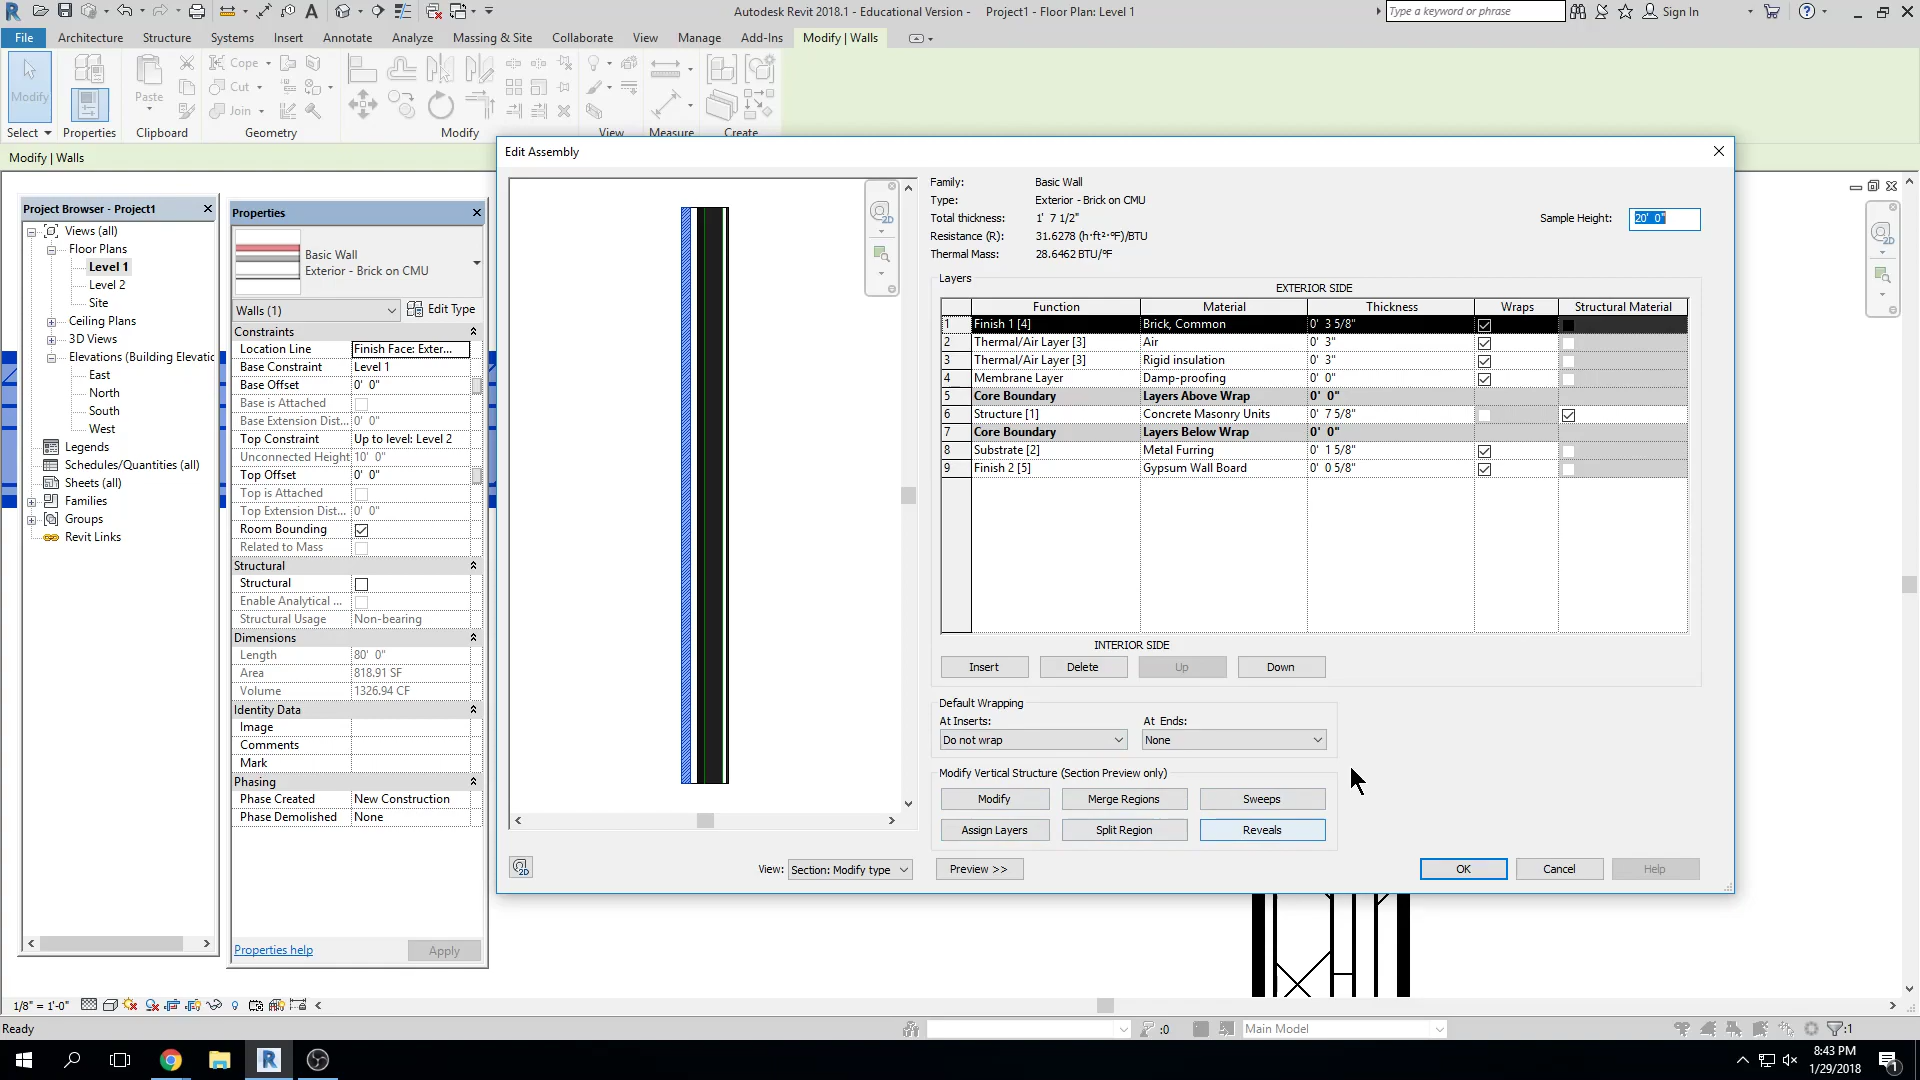 Autodesk Revit 2018.1 - Educational Version - Project1 - Floor Plan: Level 1
Type a keyword or phrase
Sign In
File Architecture Structure Systems Insert Annotate Analyze Massing & Site Collaborate View Manage Add-Ins Modify | Walls
Modify
Paste
Cope
Cut
Join
Select Properties Clipboard Geometry Modify View Measure Create
Modify | Walls
Project Browser - Project1
Views (all)
Floor Plans
Level 1
Level 2
Site
Ceiling Plans
3D Views
Elevations (Building Elevatio
East
North
South
West
Legends
Schedules/Quantities (all)
Sheets (all)
Families
Groups
Revit Links
Properties
Basic Wall
Exterior - Brick on CMU
Walls (1) Edit Type
Constraints
Location Line Finish Face: Exter...
Base Constraint Level 1
Base Offset 0' 0"
Base is Attached
Base Extension Dist... 0' 0"
Top Constraint Up to level: Level 2
Unconnected Height 10' 0"
Top Offset 0' 0"
Top is Attached
Top Extension Dist... 0' 0"
Room Bounding
Related to Mass
Structural
Structural
Enable Analytical ...
Structural Usage Non-bearing
Dimensions
Length 80' 0"
Area 818.91 SF
Volume 1326.94 CF
Identity Data
Image
Comments
Mark
Phasing
Phase Created New Construction
Phase Demolished None
Properties help Apply
Edit Assembly
Family: Basic Wall
Type: Exterior - Brick on CMU
Total thickness: 1' 7 1/2" Sample Height: 20' 0"
Resistance (R): 31.6278 (h·ft²·°F)/BTU
Thermal Mass: 28.6462 BTU/°F
Layers
EXTERIOR SIDE
Function Material Thickness Wraps Structural Material
1 Finish 1 [4] Brick, Common 0' 3 5/8"
2 Thermal/Air Layer [3] Air 0' 3"
3 Thermal/Air Layer [3] Rigid insulation 0' 3"
4 Membrane Layer Damp-proofing 0' 0"
5 Core Boundary Layers Above Wrap 0' 0"
6 Structure [1] Concrete Masonry Units 0' 7 5/8"
7 Core Boundary Layers Below Wrap 0' 0"
8 Substrate [2] Metal Furring 0' 1 5/8"
9 Finish 2 [5] Gypsum Wall Board 0' 0 5/8"
INTERIOR SIDE
Insert Delete Up Down
Default Wrapping
At Inserts: At Ends:
Do not wrap None
Modify Vertical Structure (Section Preview only)
Modify Merge Regions Sweeps
Assign Layers Split Region Reveals
View: Section: Modify type Preview >> OK Cancel Help
2D
2D
2D
1/8" = 1'-0"
Ready :0 Main Model :1
8:43 PM
1/29/2018
1